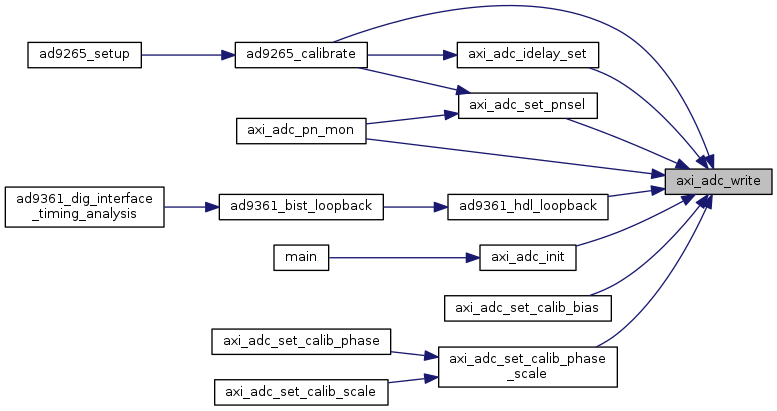 ad9265_setup
ad9265_calibrate
axi_adc_idelay_set
axi_adc_set_pnsel
axi_adc_pn_mon
axi_adc_write
ad9361_dig_interface
_timing_analysis
ad9361_bist_loopback
ad9361_hdl_loopback
main
axi_adc_init
axi_adc_set_calib_bias
axi_adc_set_calib_phase
axi_adc_set_calib_phase
_scale
axi_adc_set_calib_scale